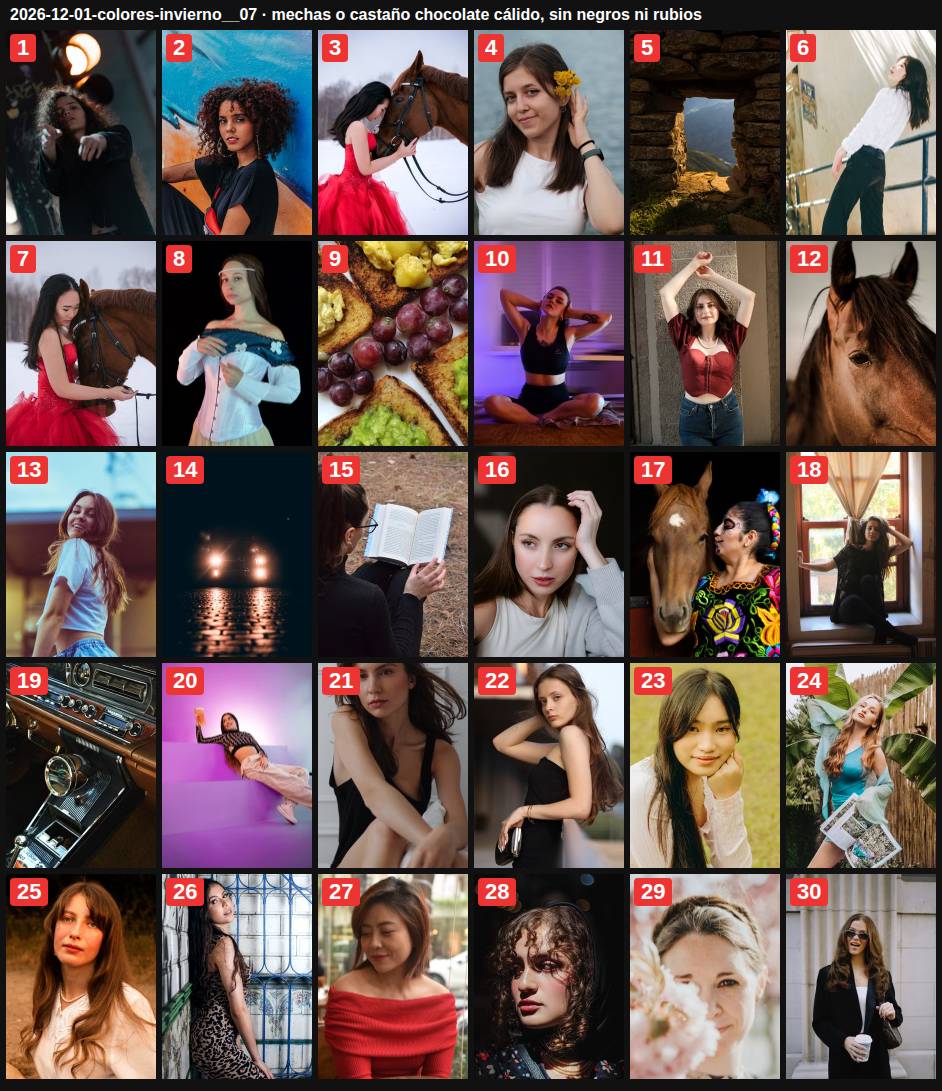 2026-12-01-colores-invierno__07 · mechas o castaño chocolate cálido, sin negros ni rubios
1 2 3 4 5 6
7 8 9 10 11 12
13 14 15 16 17 18
19 20 21 22 23 24
25 26 27 28 29 30